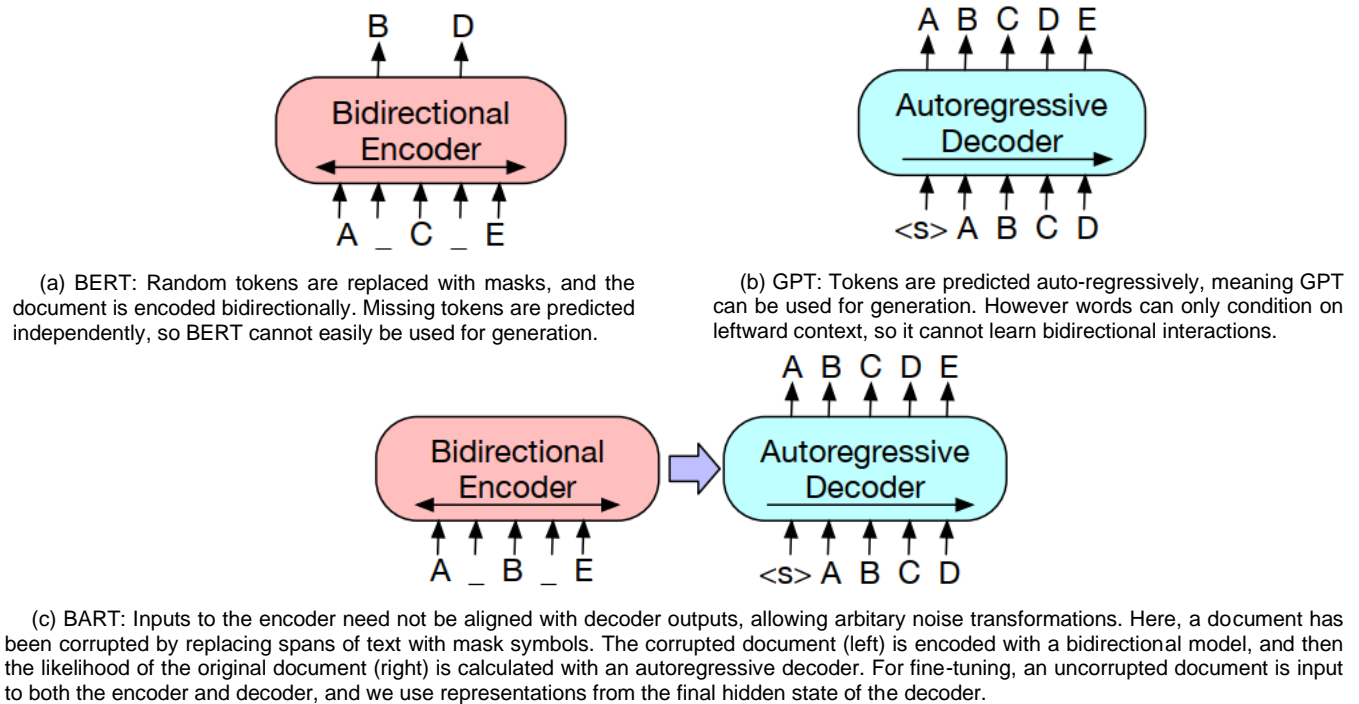 B D
Bidirectional
Encoder
A _ C _ E
(a) BERT: Random tokens are replaced with masks, and the
document is encoded bidirectionally. Missing tokens are predicted
independently, so BERT cannot easily be used for generation.
A B C D E
Autoregressive
Decoder
<s> A B C D
(b) GPT: Tokens are predicted auto-regressively, meaning GPT
can be used for generation. However words can only condition on
leftward context, so it cannot learn bidirectional interactions.
Bidirectional
Encoder
A _ B _ E
A B C D E
Autoregressive
Decoder
<s> A B C D
(c) BART: Inputs to the encoder need not be aligned with decoder outputs, allowing arbitary noise transformations. Here, a document has
been corrupted by replacing spans of text with mask symbols. The corrupted document (left) is encoded with a bidirectional model, and then
the likelihood of the original document (right) is calculated with an autoregressive decoder. For fine-tuning, an uncorrupted document is input
to both the encoder and decoder, and we use representations from the final hidden state of the decoder.